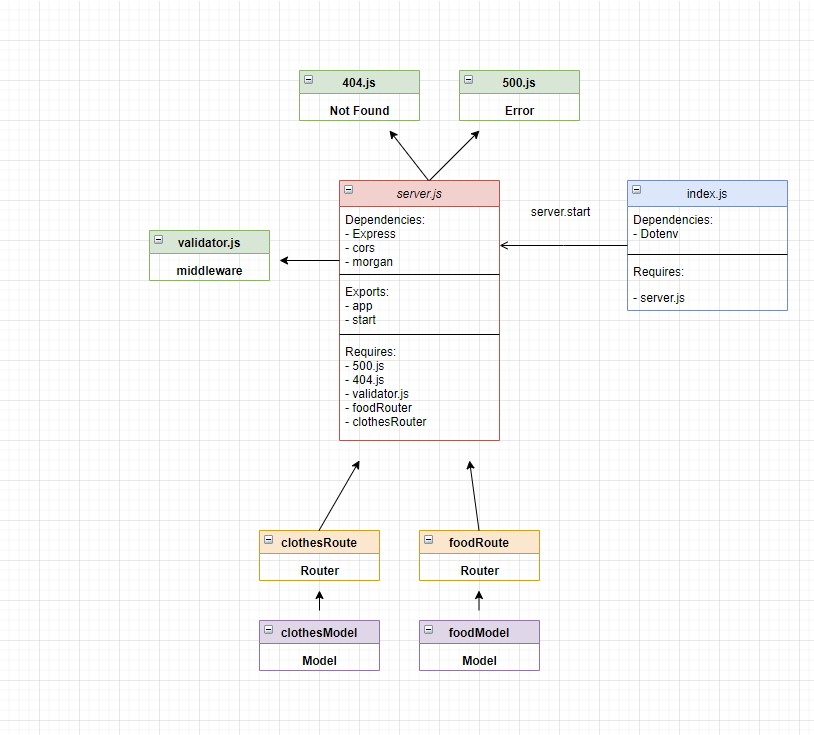 404.js
Not Found
500.js
Error
server.js
Dependencies:
- Express
- cors
- morgan
Exports:
- app
- start
Requires:
- 500.js
- 404.js
- validator.js
- foodRouter
- clothesRouter
server.start
index.js
Dependencies:
- Dotenv
Requires:
- server.js
validator.js
middleware
clothesRoute
Router
foodRoute
Router
clothesModel
Model
foodModel
Model